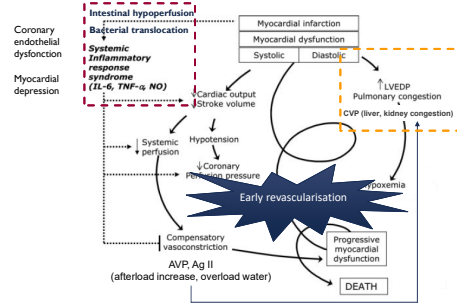 Coronary
endothelial
dysfonction
Myocardial
depression
Intestinal hypoperfusion
Bacterial translocation
Systemic
Inflammatory
response
syndrome
(IL-6, TNF-α, NO)
Myocardial infarction
Myocardial dysfunction
Systolic Diastolic
↑ LVEDP
Pulmonary congestion
CVP (liver, kidney congestion)
↓Cardiac output
Stroke volume
↓ Systemic
perfusion
Hypotension
↓Coronary
Perfusion pressure
Early revascularisation
Hypoxemia
Compensatory
vasoconstriction
AVP, Ag II
(afterload increase, overload water)
Progressive
myocardial
dysfunction
DEATH